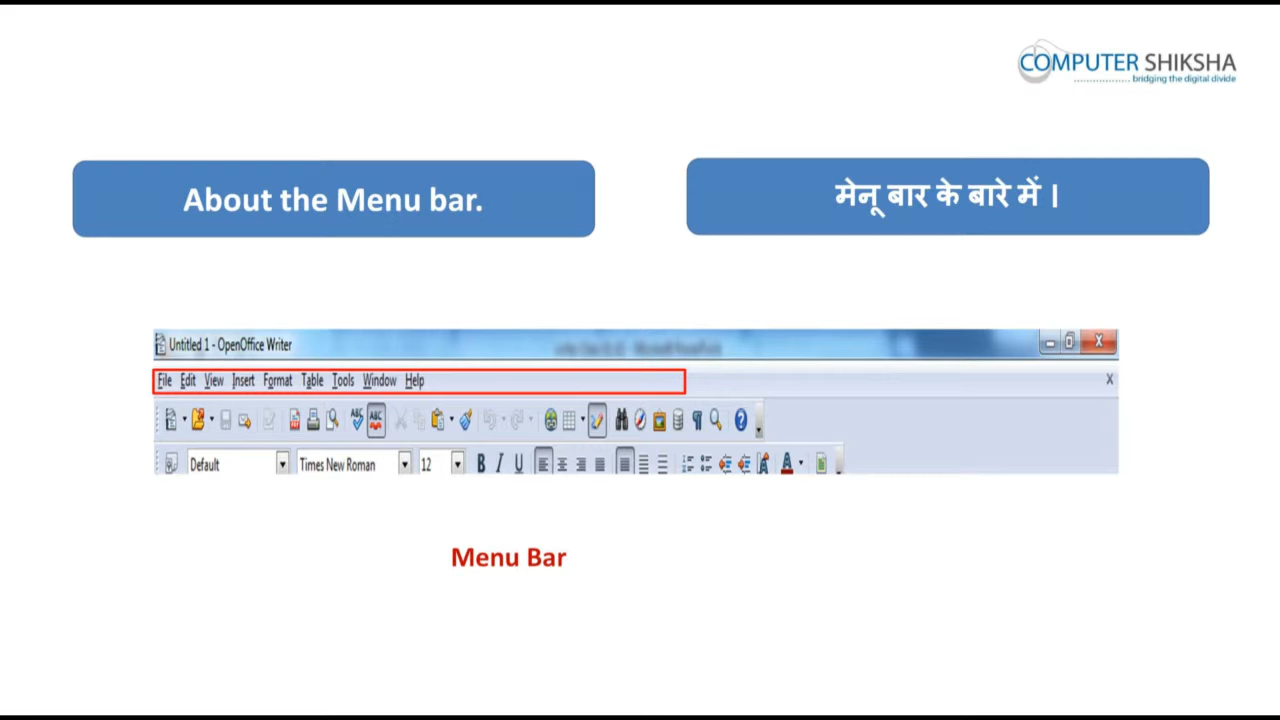 COMPUTER SHIKSHA
bridging the digital divide
About the Menu bar.
मेनू बार के बारे में ।
Untitled 1 - OpenOffice Writer
File Edit View Insert Format Table Tools Window Help
Default Times New Roman 12 B I U
Menu Bar